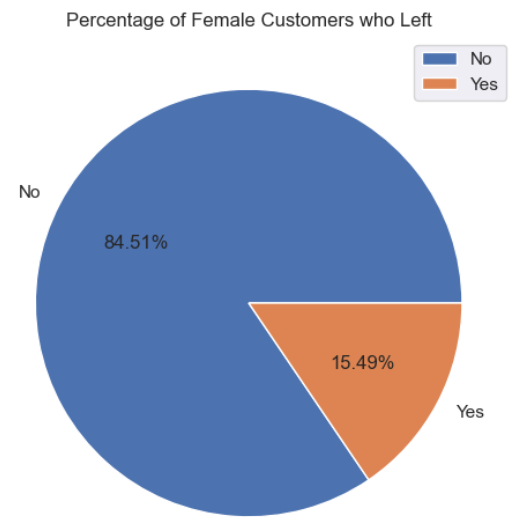 Percentage of Female Customers who Left
No
Yes
No
84.51%
15.49%
Yes